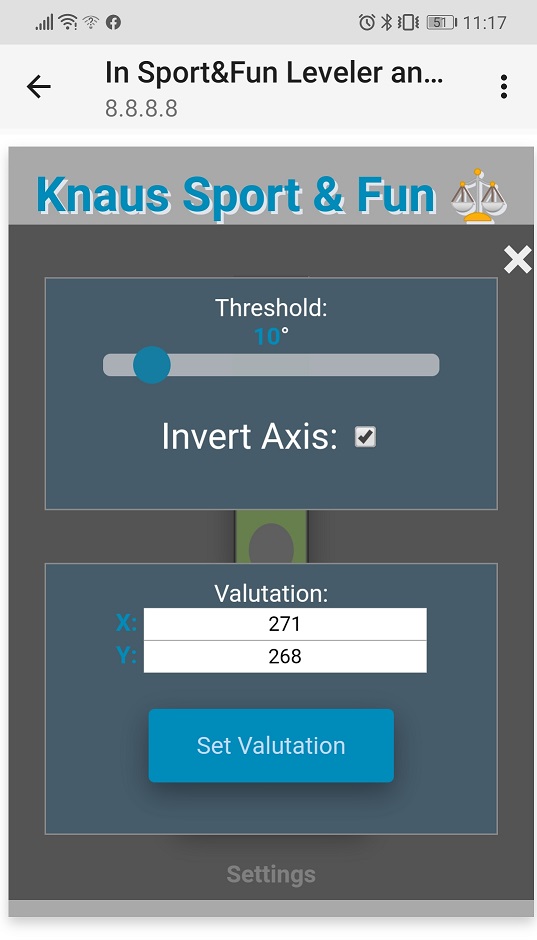 51 11:17
In Sport&Fun Leveler an...
8.8.8.8
Knaus Sport & Fun
Threshold:
10°
Invert Axis:
Valutation:
X: 271
Y: 268
Set Valutation
Settings